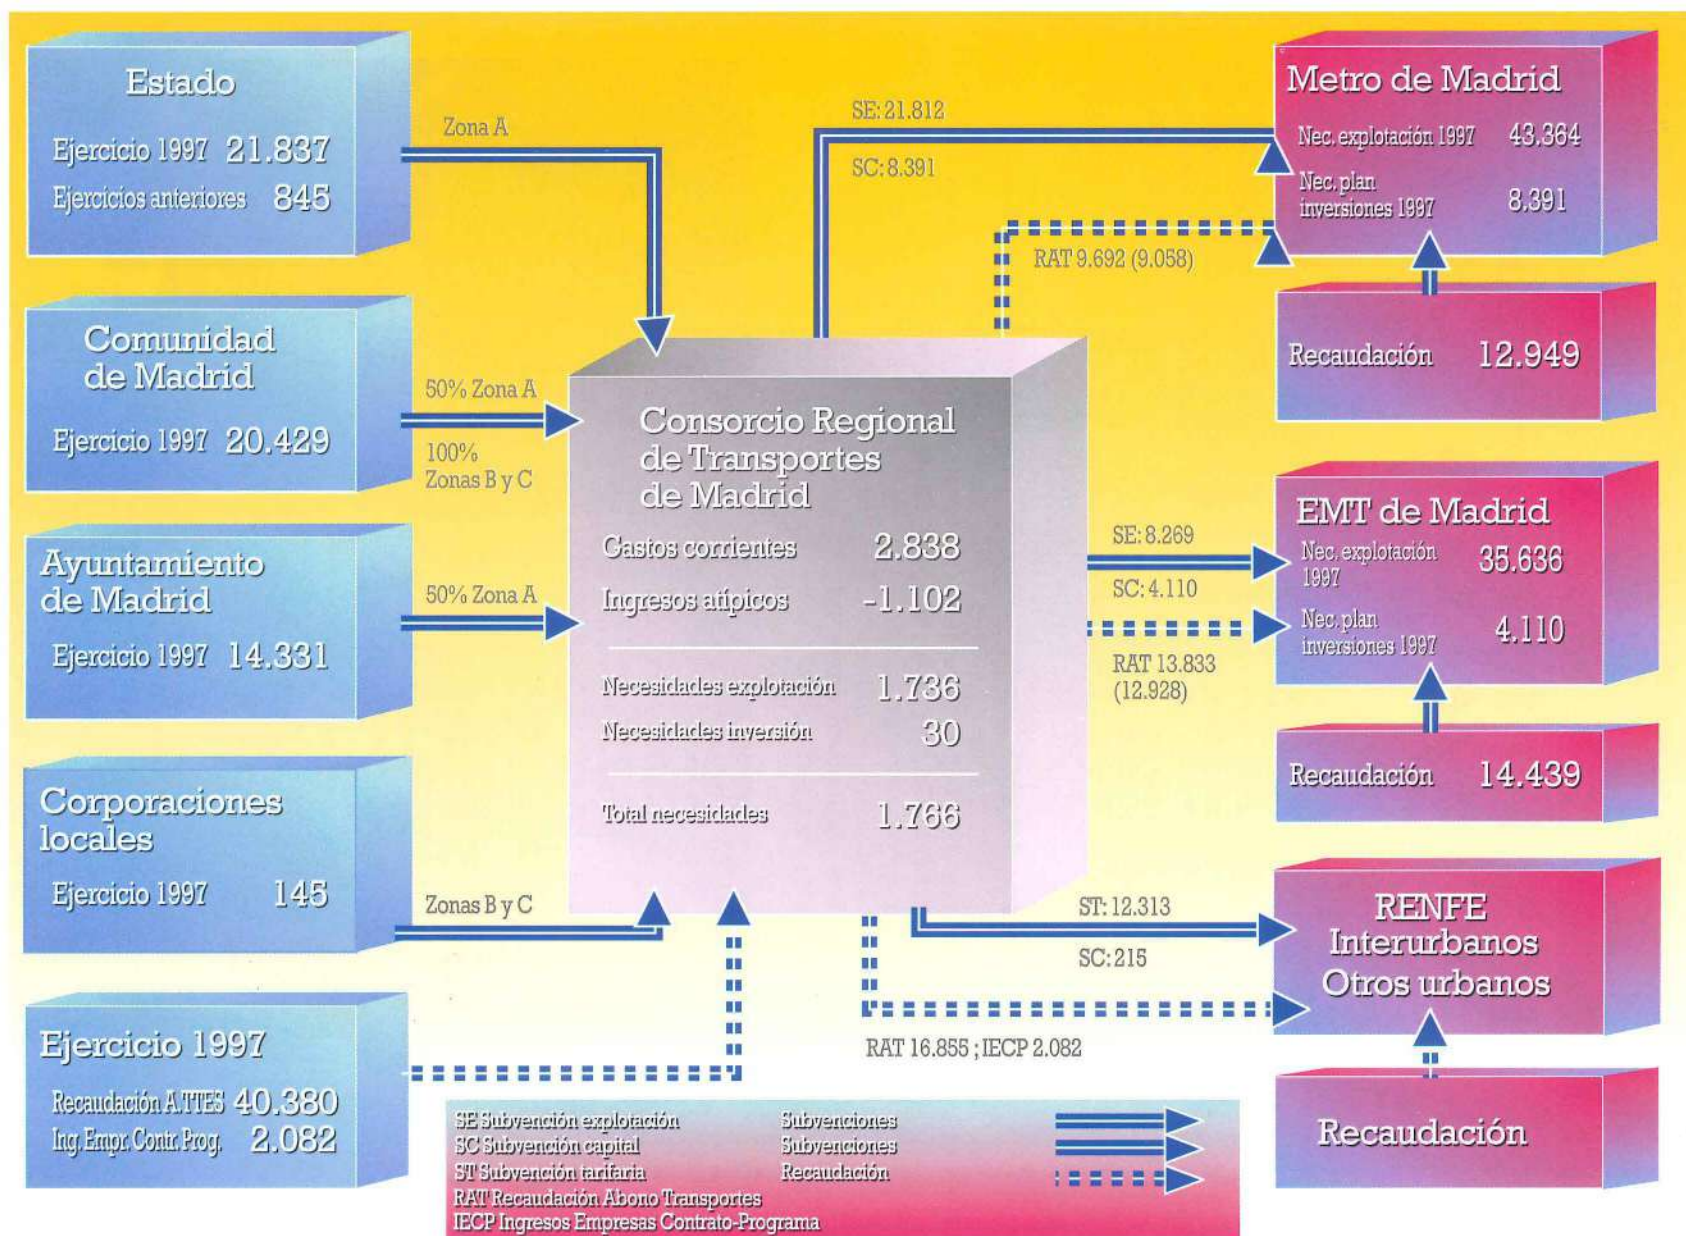 Estado
Ejercicio 1997 21.837
Ejercicios anteriores 845
Zona A
Comunidad
de Madrid
Ejercicio 1997 20.429
50% Zona A
100%
Zonas B y C
Ayuntamiento
de Madrid
Ejercicio 1997 14.331
50% Zona A
Corporaciones
locales
Ejercicio 1997 145
Zonas B y C
Ejercicio 1997
Recaudación A.TTES 40.380
Ing. Empr. Contr. Prog. 2.082
Consorcio Regional
de Transportes
de Madrid
Gastos corrientes 2.838
Ingresos atípicos -1.102
Necesidades explotación 1.736
Necesidades inversión 30
Total necesidades 1.766
SE: 21.812
SC: 8.391
RAT 9.692 (9.058)
Metro de Madrid
Nec. explotación 1997 43.364
Nec. plan
inversiones 1997 8.391
Recaudación 12.949
SE: 8.269
SC: 4.110
RAT 13.833
(12.928)
EMT de Madrid
Nec. explotación
1997 35.636
Nec. plan
inversiones 1997 4.110
Recaudación 14.439
ST: 12.313
SC: 215
RAT 16.855 ; IECP 2.082
RENFE
Interurbanos
Otros urbanos
Recaudación
SE Subvención explotación Subvenciones
SC Subvención capital Subvenciones
ST Subvención tarifaria Recaudación
RAT Recaudación Abono Transportes
IECP Ingresos Empresas Contrato-Programa